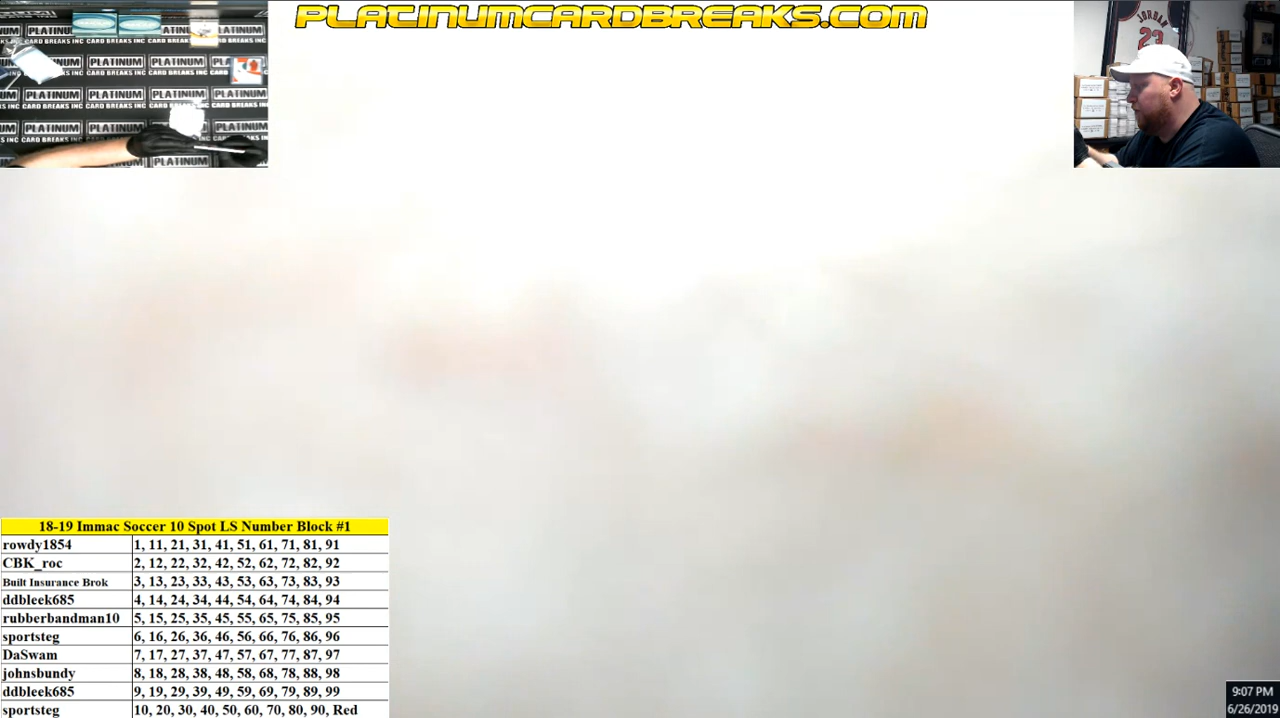 PLATINUMCARDBREAKS.COM
PLATINUM
CARD BREAKS INC
JORDAN
23
18-19 Immac Soccer 10 Spot LS Number Block #1
rowdy1854 1, 11, 21, 31, 41, 51, 61, 71, 81, 91
CBK_roc 2, 12, 22, 32, 42, 52, 62, 72, 82, 92
Built Insurance Brok 3, 13, 23, 33, 43, 53, 63, 73, 83, 93
ddbleek685 4, 14, 24, 34, 44, 54, 64, 74, 84, 94
rubberbandman10 5, 15, 25, 35, 45, 55, 65, 75, 85, 95
sportsteg 6, 16, 26, 36, 46, 56, 66, 76, 86, 96
DaSwam 7, 17, 27, 37, 47, 57, 67, 77, 87, 97
johnsbundy 8, 18, 28, 38, 48, 58, 68, 78, 88, 98
ddbleek685 9, 19, 29, 39, 49, 59, 69, 79, 89, 99
sportsteg 10, 20, 30, 40, 50, 60, 70, 80, 90, Red
9:07 PM
6/26/2019